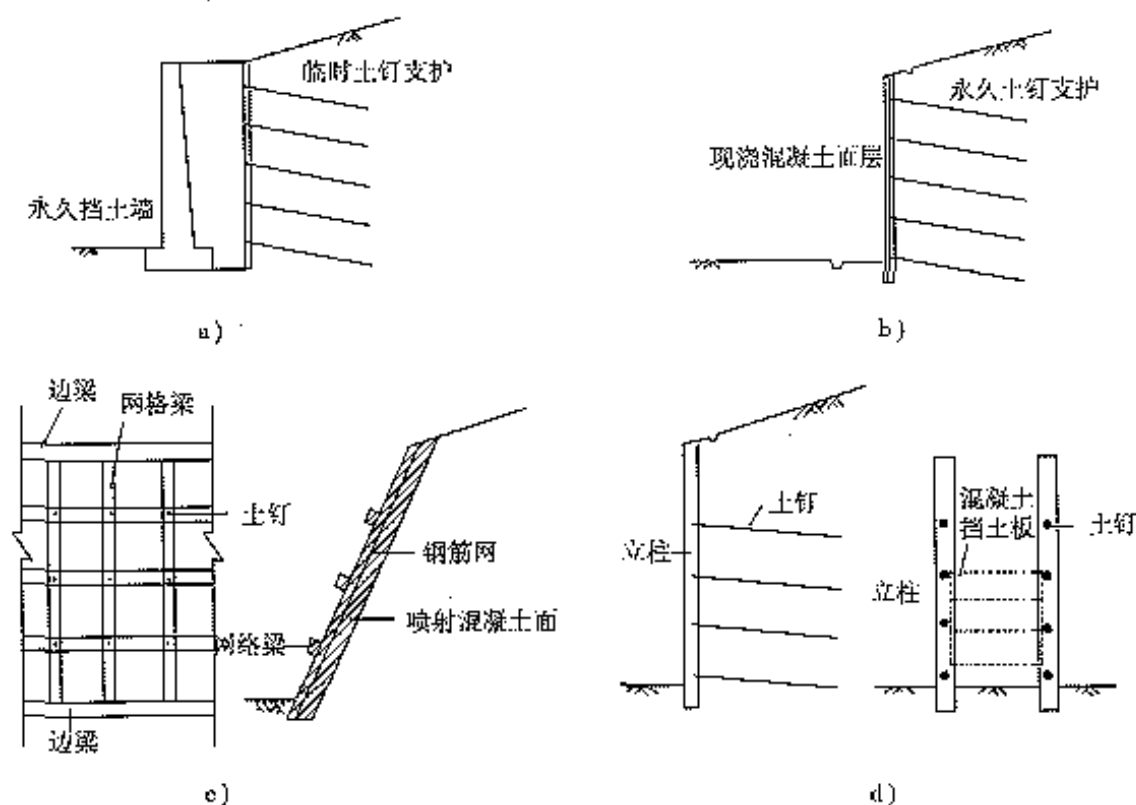 临时土钉支护
永久挡土墙
a)
永久土钉支护
现浇混凝土面层
b)
边梁
网格梁
土钉
钢筋网
喷射混凝土面
网络梁
边梁
c)
土钉
立柱
混凝土
挡土板
土钉
立柱
d)